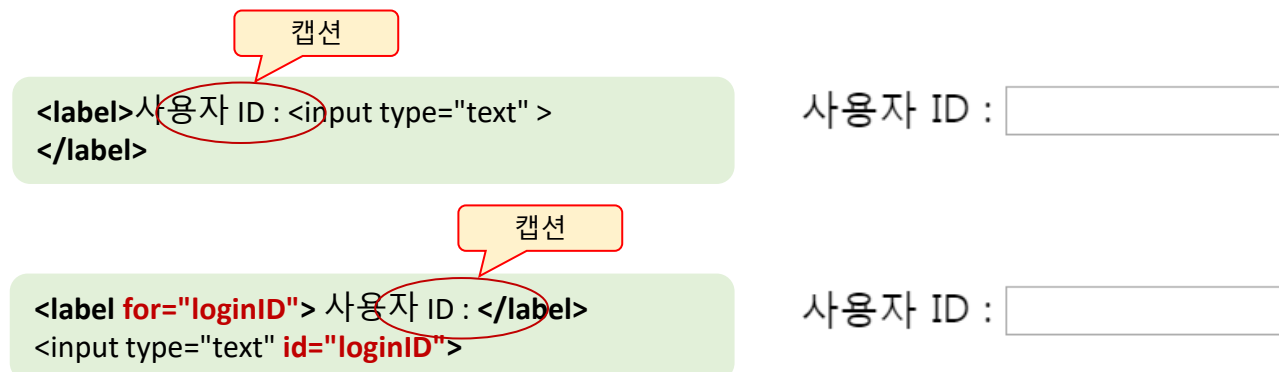 캡션
<label>사용자 ID : <input type="text" >
</label>
사용자 ID :
캡션
<label for="loginID"> 사용자 ID : </label>
<input type="text" id="loginID">
사용자 ID :